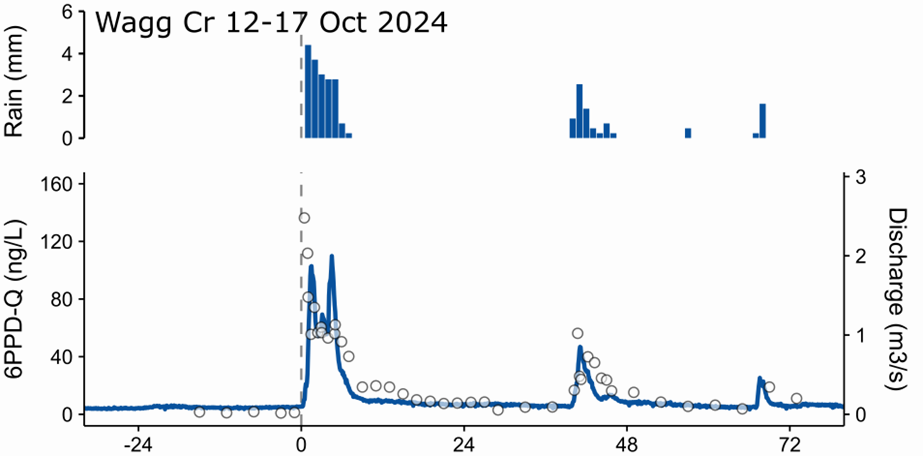 Wagg Cr 12-17 Oct 2024
Rain (mm)
6
4
2
0
6PPD-Q (ng/L)
160
120
80
40
0
3
2
1
0
Discharge (m3/s)
-24 0 24 48 72